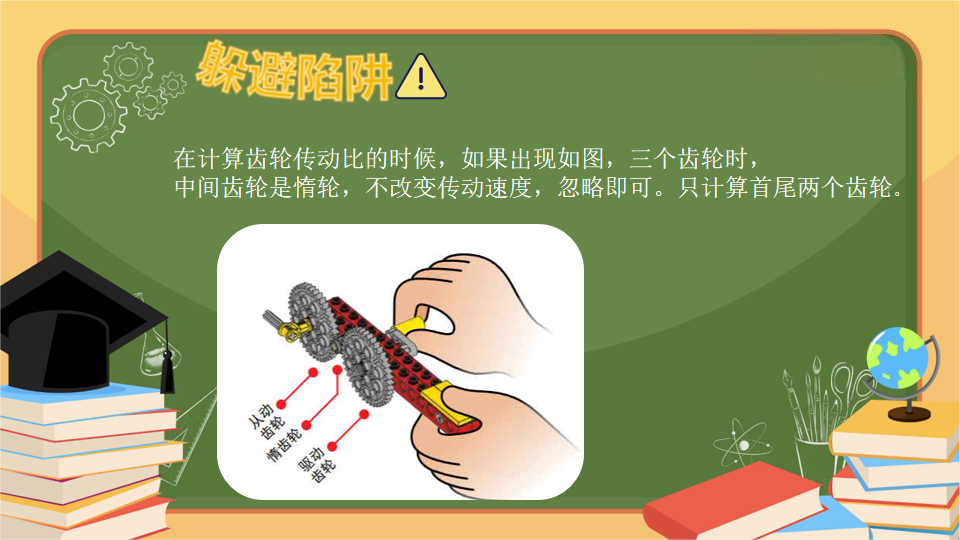 躲避陷阱
在计算齿轮传动比的时候，如果出现如图，三个齿轮时，
中间齿轮是惰轮，不改变传动速度，忽略即可。只计算首尾两个齿轮。
从动
齿轮
惰齿轮
驱动
齿轮